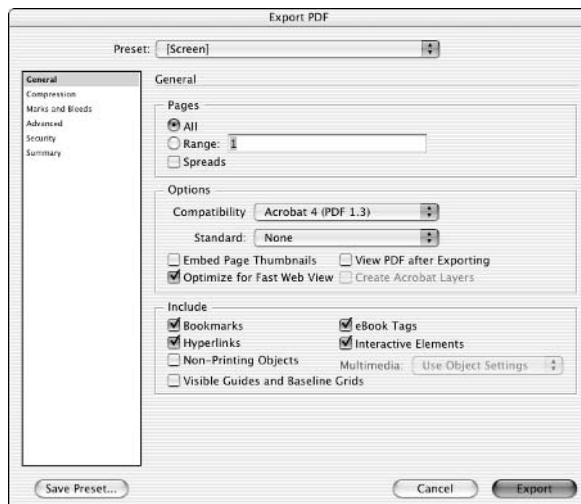 Export PDF
Preset: [Screen]
General
Compression
Marks and Bleeds
Advanced
Security
Summary
General
Pages
All
Range: 1
Spreads
Options
Compatibility Acrobat 4 (PDF 1.3)
Standard: None
Embed Page Thumbnails View PDF after Exporting
Optimize for Fast Web View Create Acrobat Layers
Include
Bookmarks eBook Tags
Hyperlinks Interactive Elements
Non-Printing Objects Multimedia: Use Object Settings
Visible Guides and Baseline Grids
Save Preset... Cancel Export